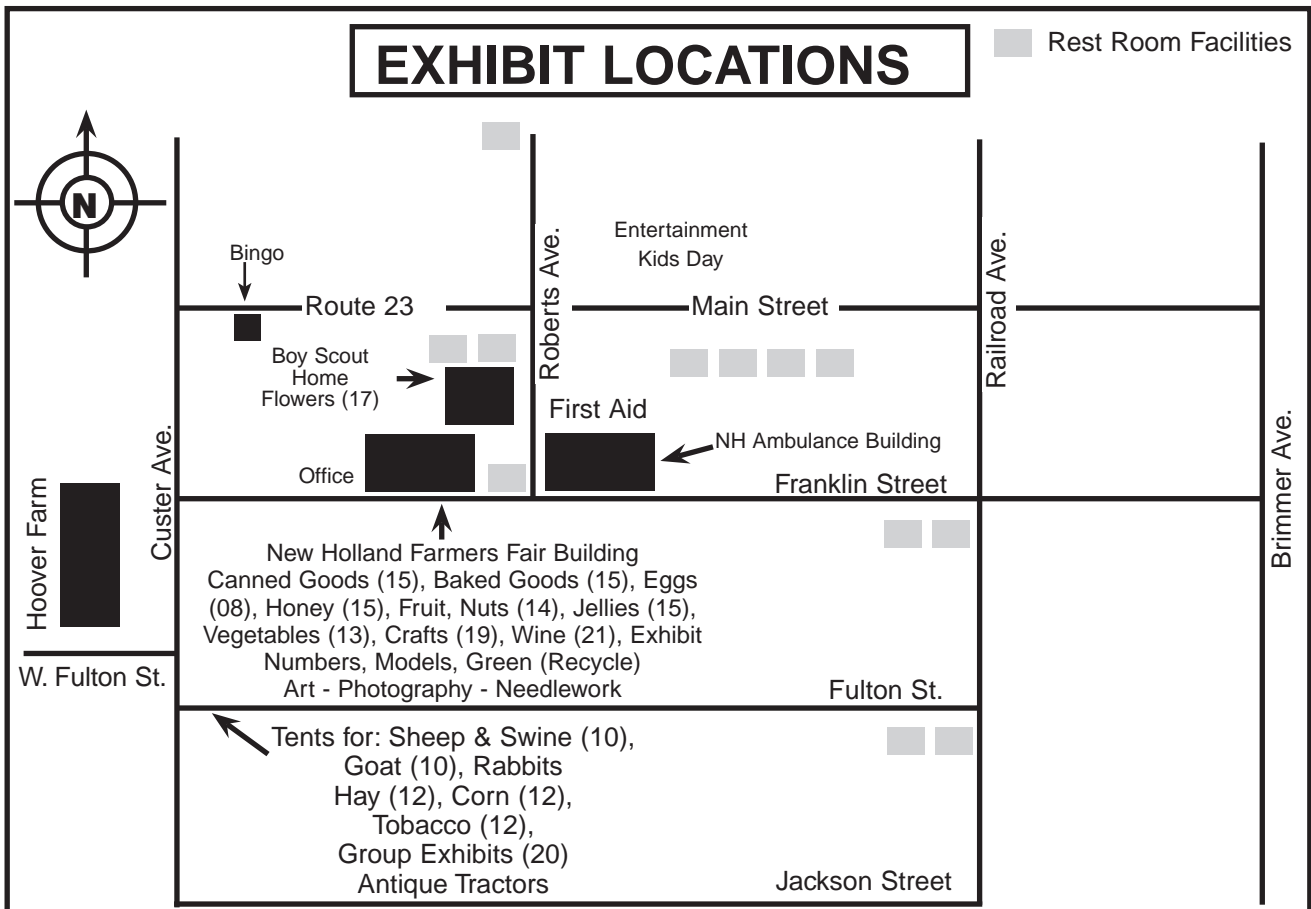 EXHIBIT LOCATIONS
Rest Room Facilities
N
Bingo
Route 23
Roberts Ave.
Entertainment
Kids Day
Main Street
Railroad Ave.
Boy Scout
Home
Flowers (17)
First Aid
NH Ambulance Building
Office
Franklin Street
Custer Ave.
Hoover Farm
Brimmer Ave.
New Holland Farmers Fair Building
Canned Goods (15), Baked Goods (15), Eggs
(08), Honey (15), Fruit, Nuts (14), Jellies (15),
Vegetables (13), Crafts (19), Wine (21), Exhibit
Numbers, Models, Green (Recycle)
Art - Photography - Needlework
W. Fulton St.
Fulton St.
Tents for: Sheep & Swine (10),
Goat (10), Rabbits
Hay (12), Corn (12),
Tobacco (12),
Group Exhibits (20)
Antique Tractors
Jackson Street